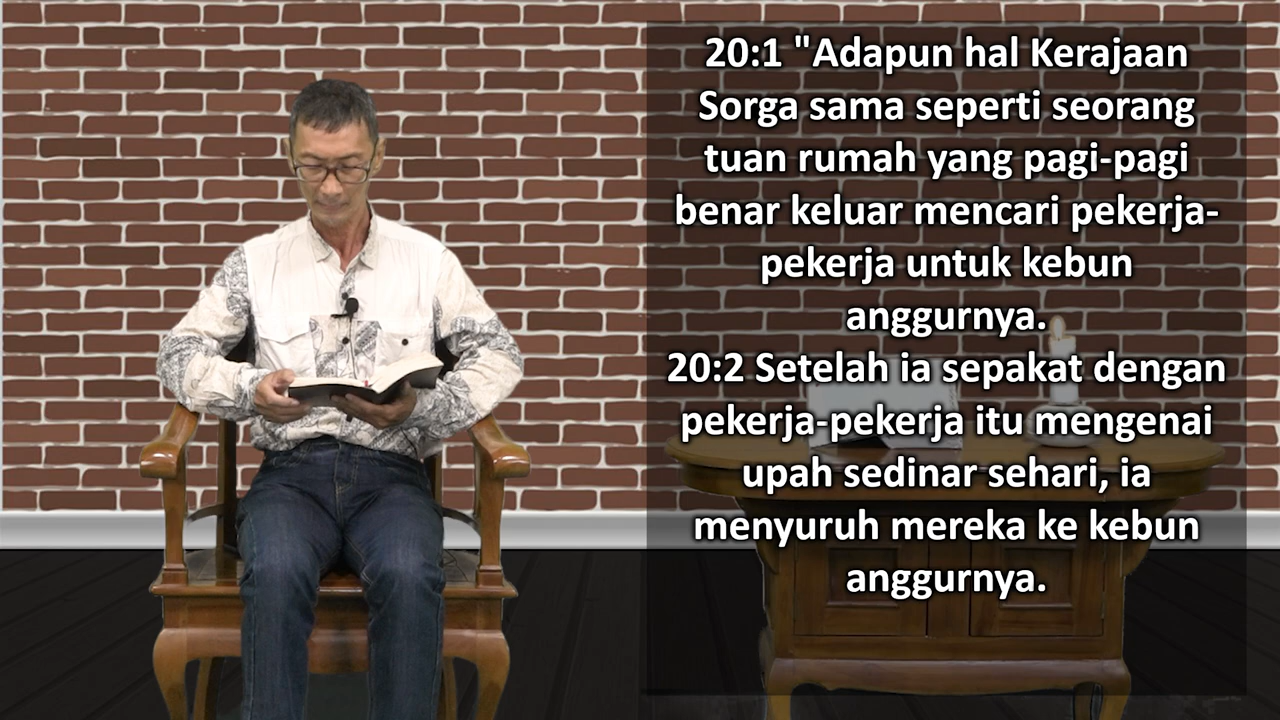 20:1 "Adapun hal Kerajaan
Sorga sama seperti seorang
tuan rumah yang pagi-pagi
benar keluar mencari pekerja-
pekerja untuk kebun
anggurnya.
20:2 Setelah ia sepakat dengan
pekerja-pekerja itu mengenai
upah sedinar sehari, ia
menyuruh mereka ke kebun
anggurnya.